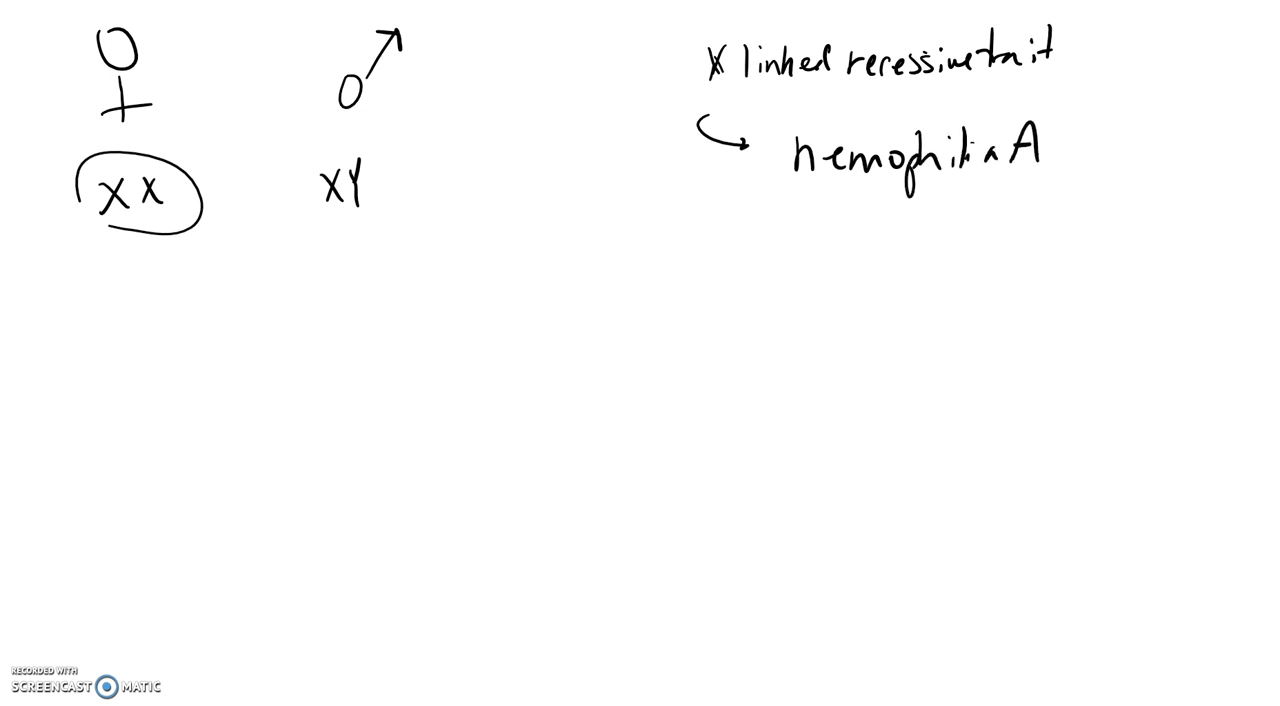 X linked recessive trait
hemophilia A
XX
XY
RECORDED WITH
SCREENCAST MATIC